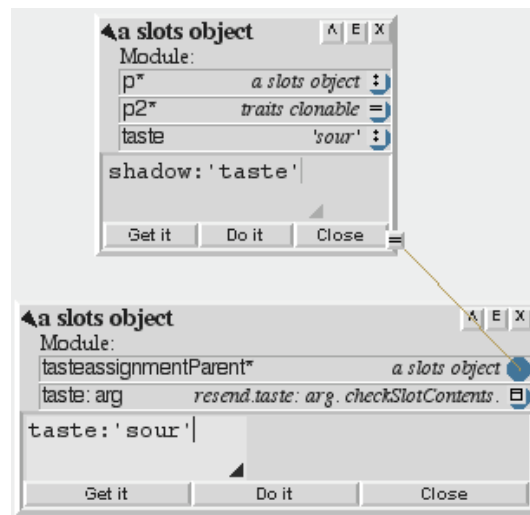 a slots object Λ E X
Module:
p* a slots object
p2* traits clonable =
taste 'sour'
shadow:'taste'
Get it Do it Close
=
a slots object Λ E X
Module:
tasteassignmentParent* a slots object
taste: arg resend.taste: arg. checkSlotContents.
taste:'sour'
Get it Do it Close